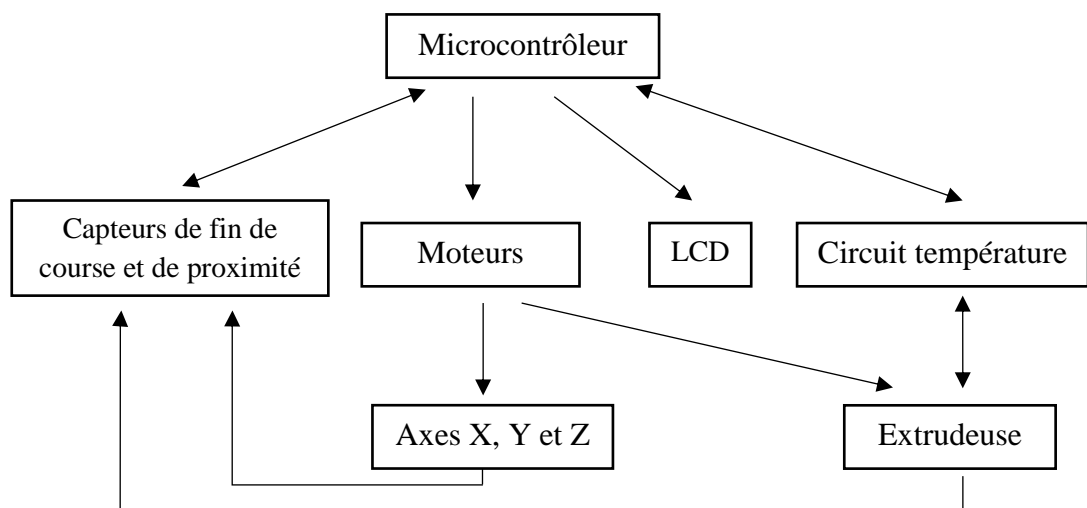 Microcontrôleur
Capteurs de fin de
course et de proximité
Moteurs
LCD
Circuit température
Axes X, Y et Z
Extrudeuse